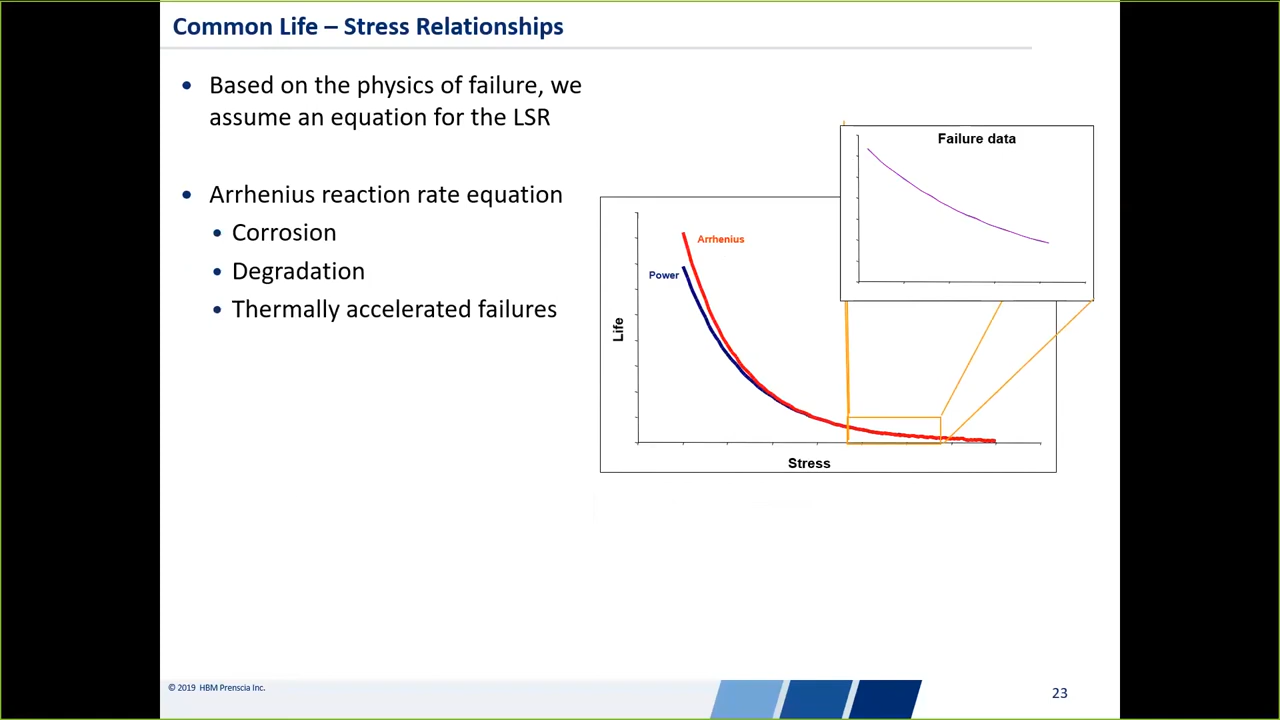 Common Life – Stress Relationships
• Based on the physics of failure, we
assume an equation for the LSR
• Arrhenius reaction rate equation
• Corrosion
• Degradation
• Thermally accelerated failures
Failure data
Arrhenius
Power
Life
Stress
© 2019 HBM Prenscia Inc.
23